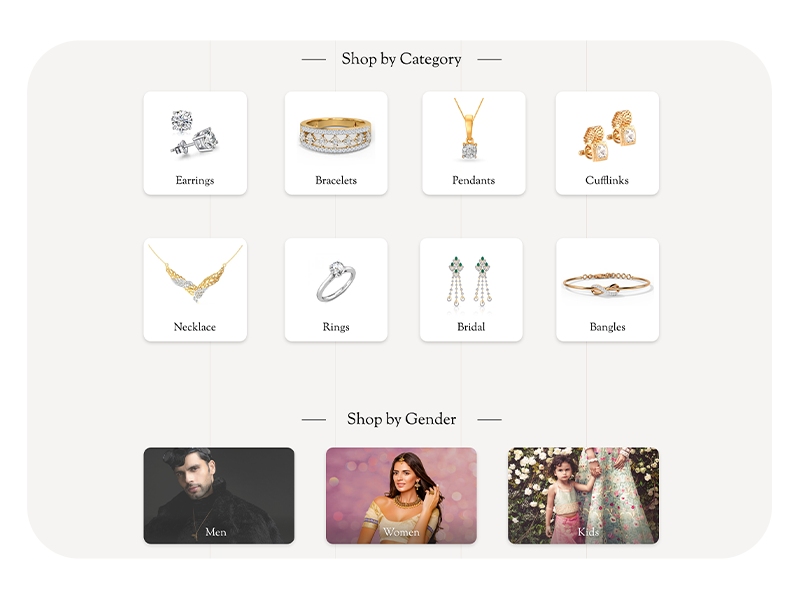 Shop by Category
Earrings
Bracelets
Pendants
Cufflinks
Necklace
Rings
Bridal
Bangles
Shop by Gender
Men
Women
Kids